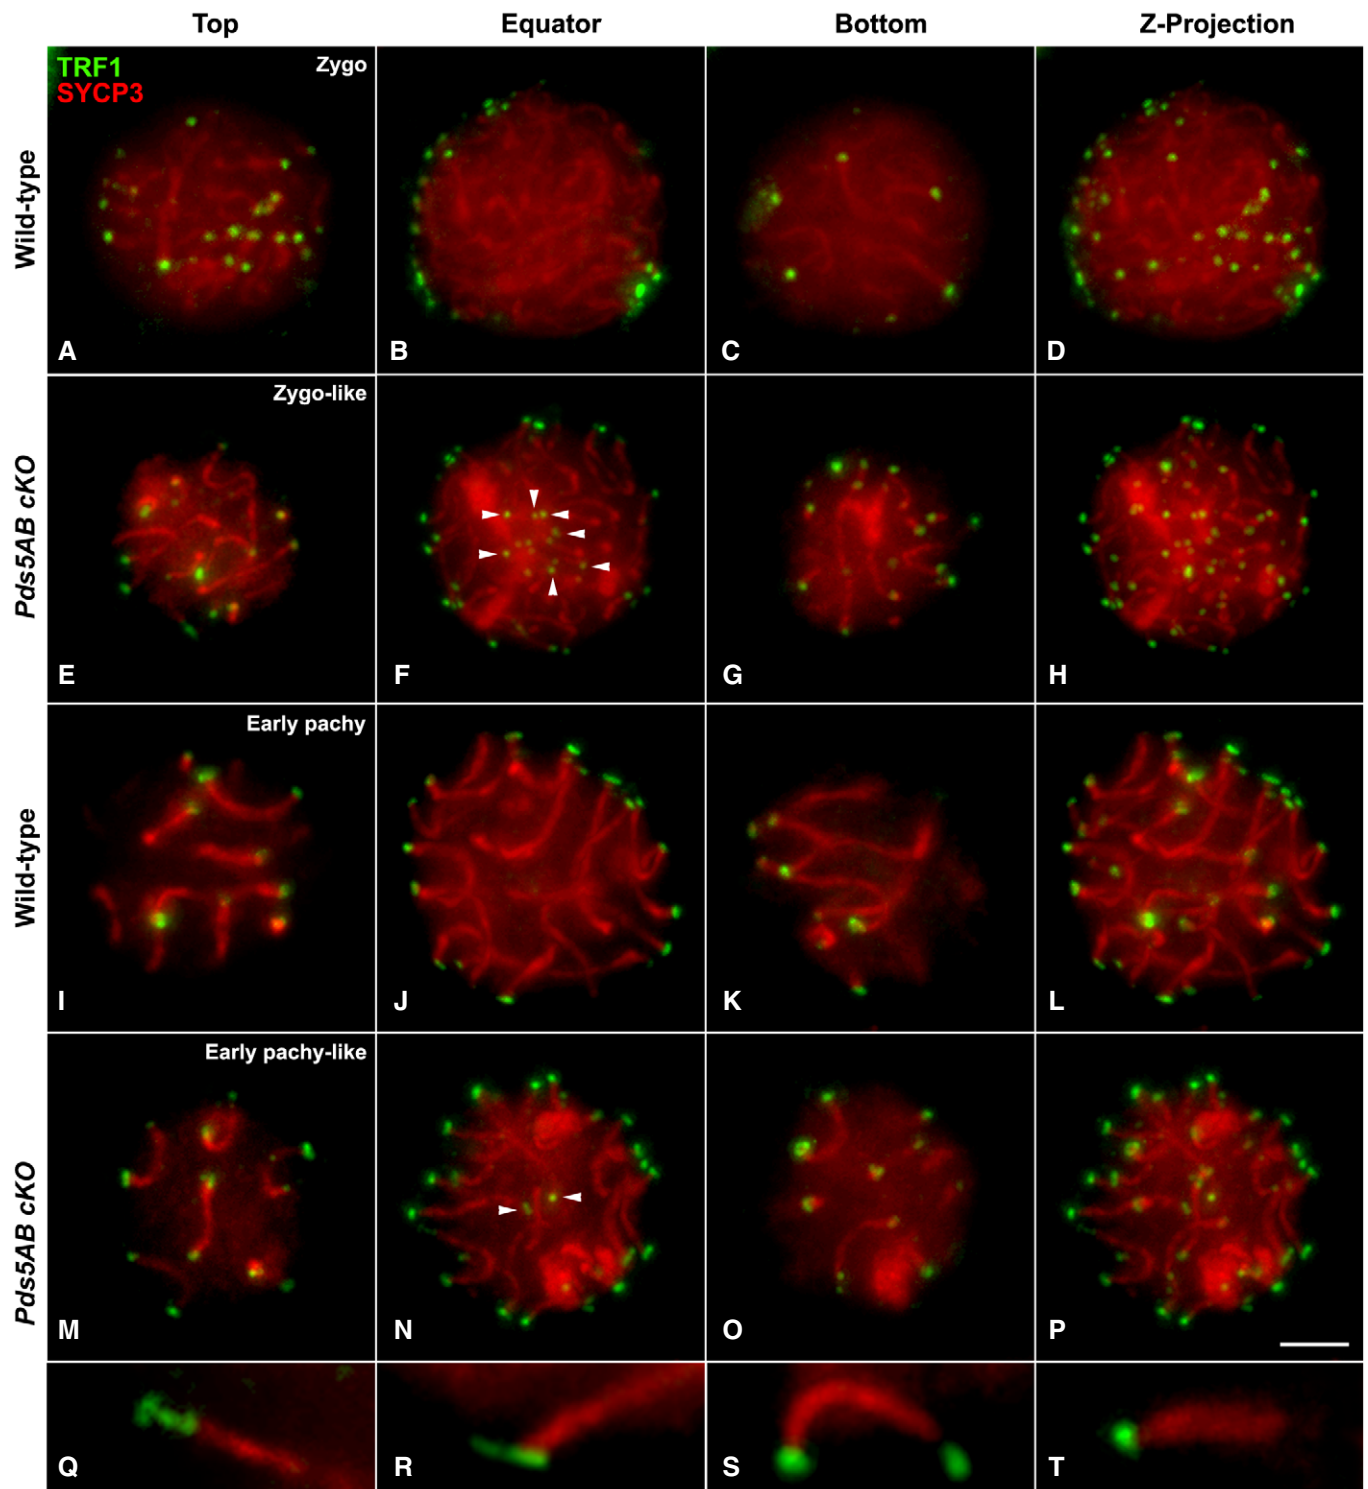 Top Equator Bottom Z-Projection
TRF1
SYCP3
Zygo
Wild-type
A B C D
Zygo-like
Pds5AB cKO
E F G H
Early pachy
Wild-type
I J K L
Early pachy-like
Pds5AB cKO
M N O P
Q R S T